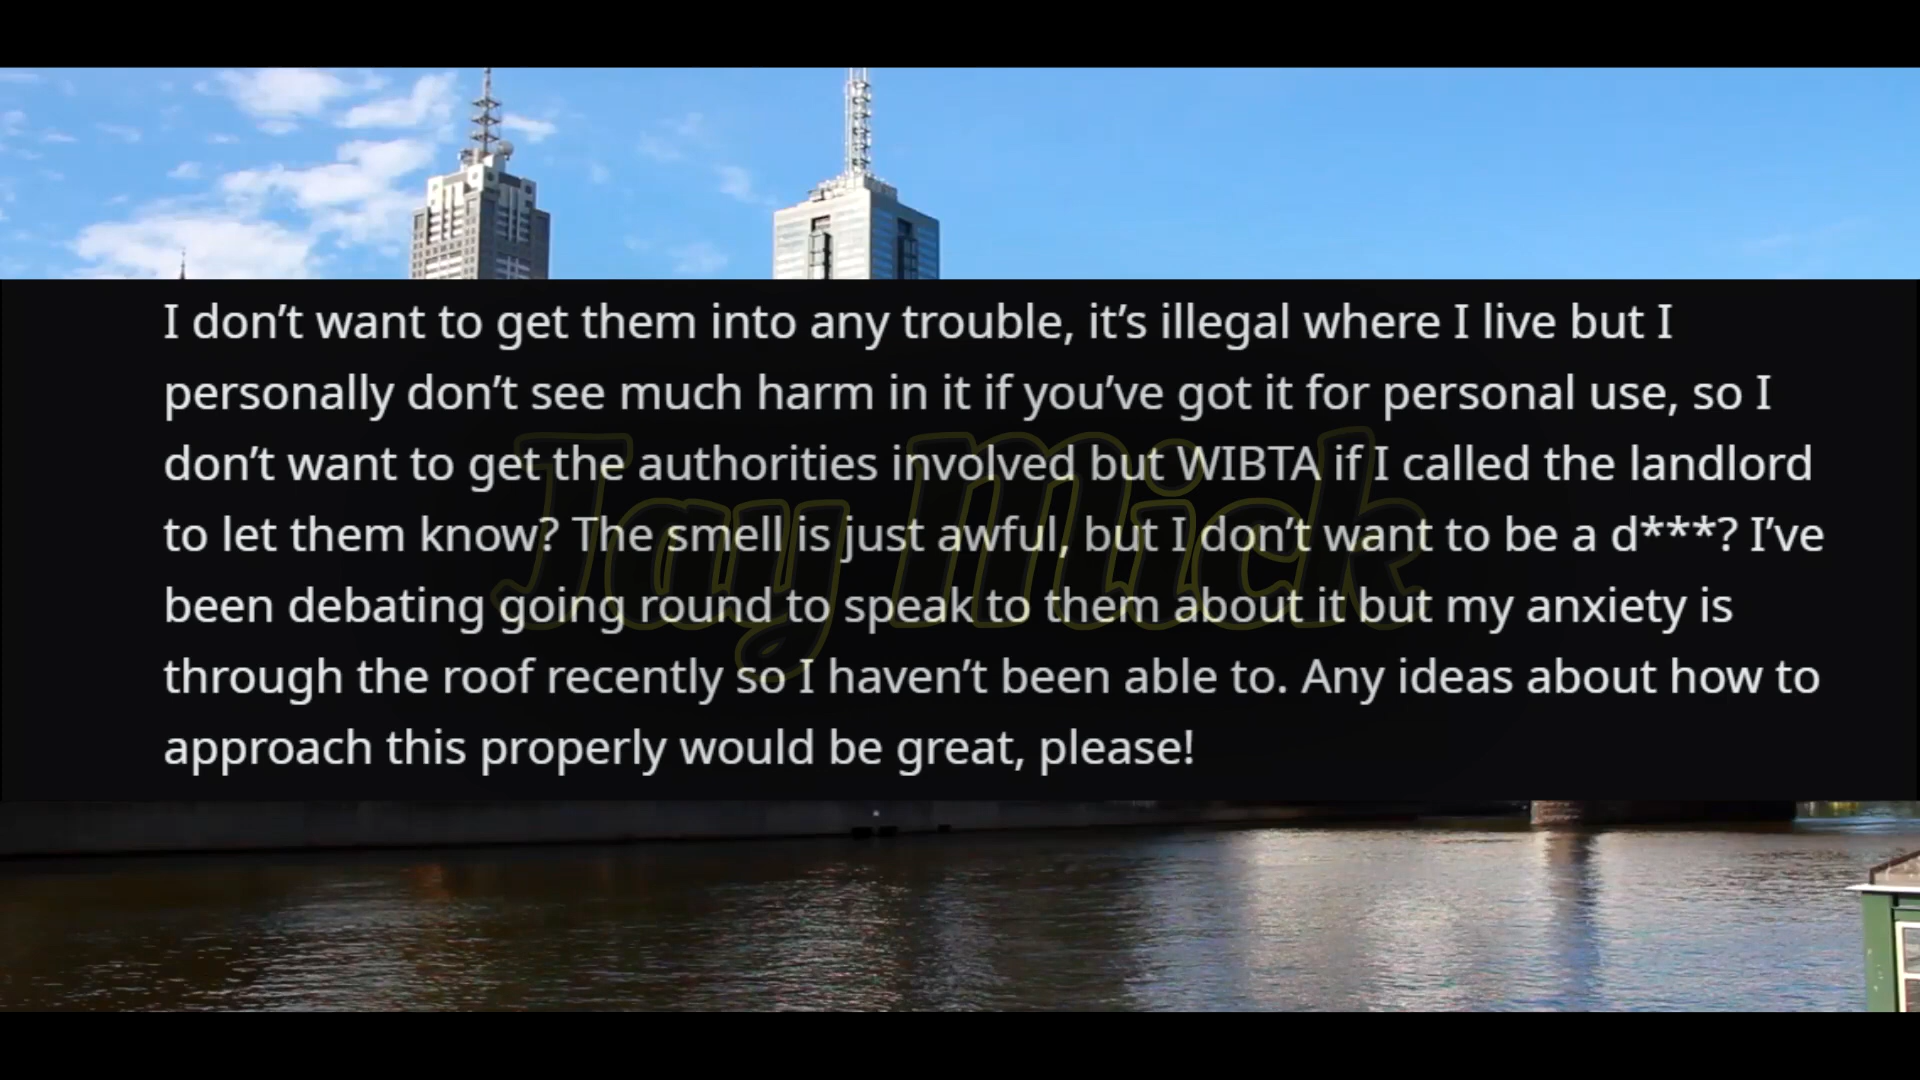 I don’t want to get them into any trouble, it’s illegal where I live but I
personally don’t see much harm in it if you’ve got it for personal use, so I
don’t want to get the authorities involved but WIBTA if I called the landlord
to let them know? The smell is just awful, but I don’t want to be a d***? I’ve
been debating going round to speak to them about it but my anxiety is
through the roof recently so I haven’t been able to. Any ideas about how to
approach this properly would be great, please!
Jay Mick